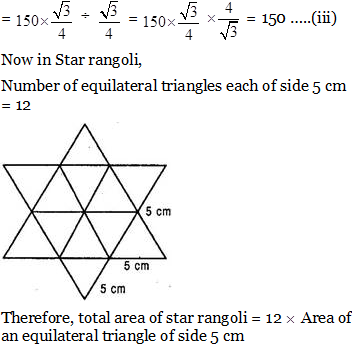 = 150×√3/4 ÷ √3/4 = 150×√3/4 ×4/√3 = 150 .....(iii)
Now in Star rangoli,
Number of equilateral triangles each of side 5 cm
= 12
5 cm
5 cm
5 cm
Therefore, total area of star rangoli = 12 × Area of
an equilateral triangle of side 5 cm